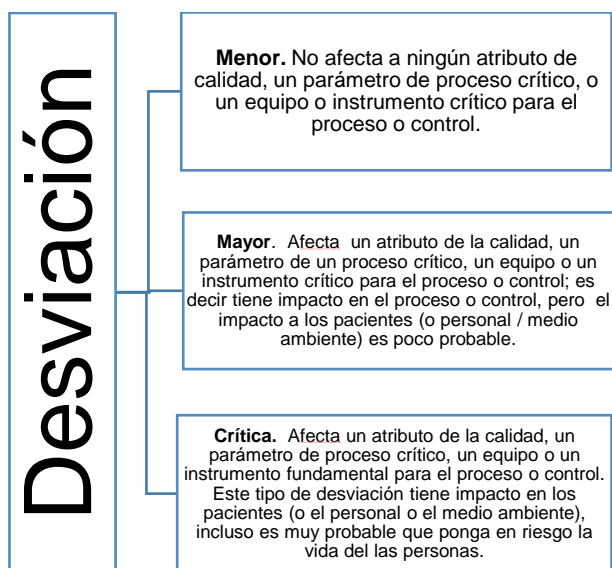 Desviación
Menor. No afecta a ningún atributo de
calidad, un parámetro de proceso crítico, o
un equipo o instrumento crítico para el
proceso o control.
Mayor. Afecta un atributo de la calidad, un
parámetro de un proceso crítico, un equipo o un
instrumento crítico para el proceso o control; es
decir tiene impacto en el proceso o control, pero el
impacto a los pacientes (o personal / medio
ambiente) es poco probable.
Crítica. Afecta un atributo de la calidad, un
parámetro de proceso crítico, un equipo o un
instrumento fundamental para el proceso o control.
Este tipo de desviación tiene impacto en los
pacientes (o el personal o el medio ambiente),
incluso es muy probable que ponga en riesgo la
vida del las personas.